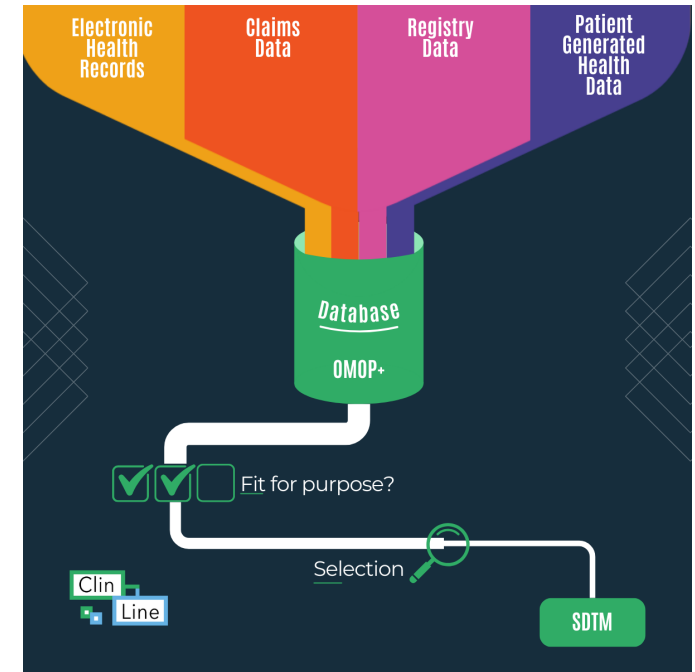 Electronic
Health
Records
Claims
Data
Registry
Data
Patient
Generated
Health
Data
Database
OMOP+
Fit for purpose?
Selection
Clin
Line
SDTM